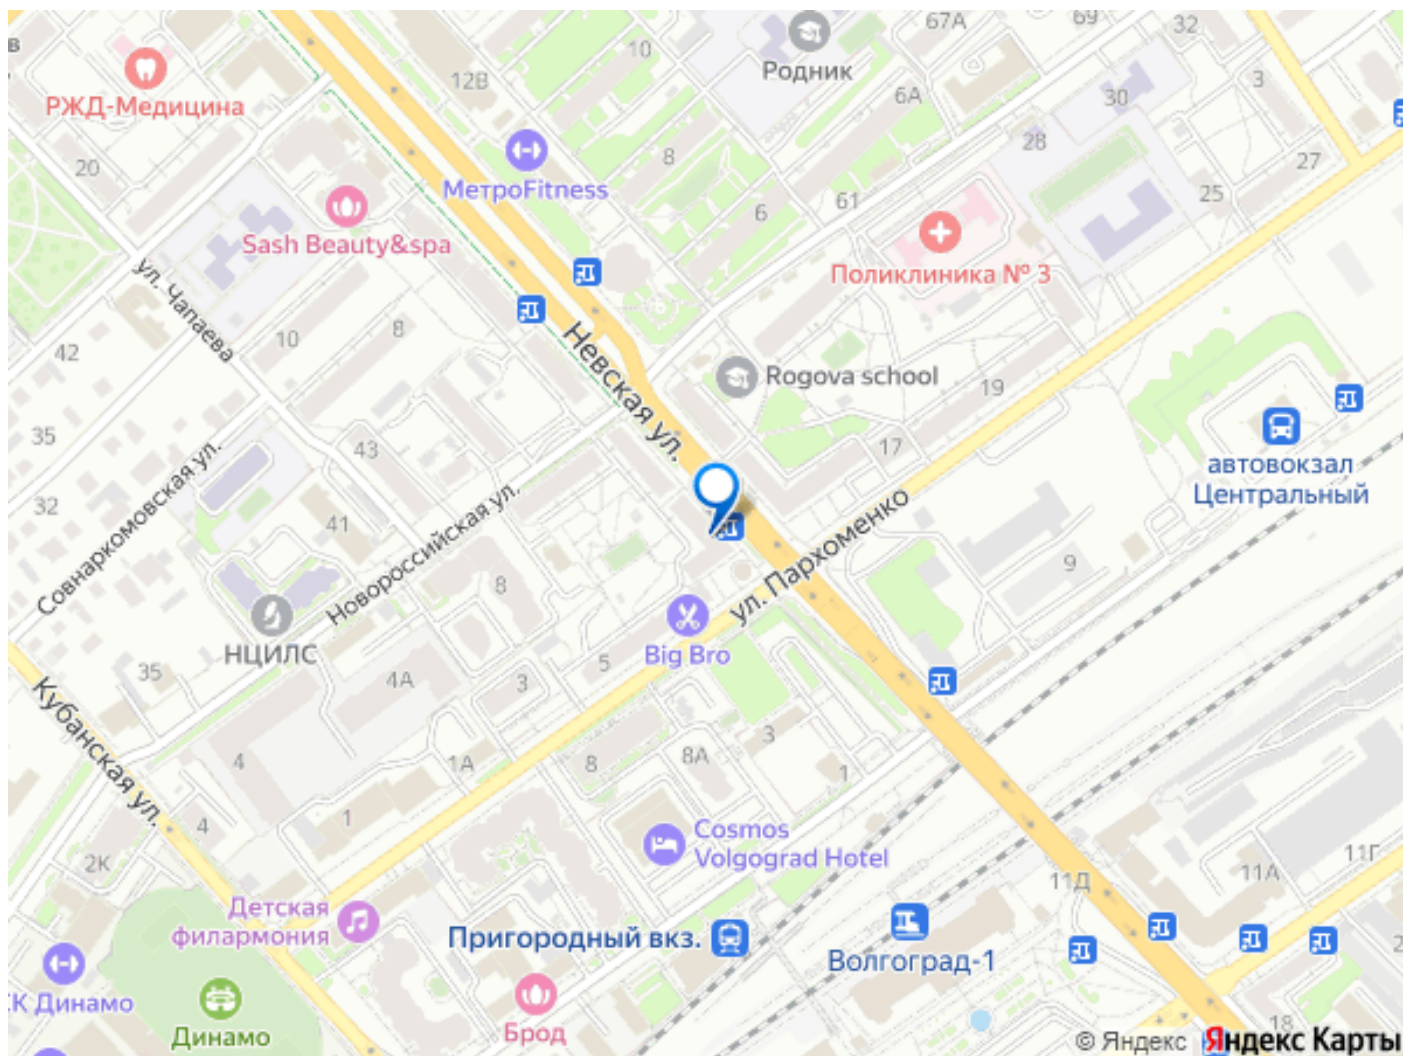 67А
69
32
в
10
Родник
12В
3
РЖД-Медицина
6А
30
28
20
8
27
МетроFitness
25
61
6
Sash Beauty&spa
Поликлиника № 3
ул. Чапаева
8
10
42
Невская ул.
Rogova school
19
35
43
17
автовокзал
Центральный
32
Совнаркомовская ул.
41
Новороссийская ул.
ул. Пархоменко
9
8
НЦИЛС
Big Bro
5
35
4А
3
Кубанская ул.
3
8А
4
1А
8
1
1
4
Cosmos
Volgograd Hotel
2К
11Г
11А
11Д
Детская
филармония
Пригородный вкз.
Волгоград-1
2
К Динамо
Брод
Динамо
18
© Яндекс Яндекс Карты